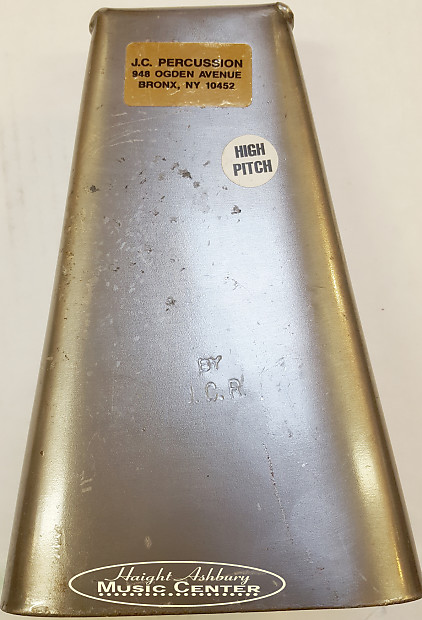 J.C. PERCUSSION
948 OGDEN AVENUE
BRONX, NY 10452
HIGH
PITCH
BY
J.C.R.
Haight Ashbury
MUSIC CENTER